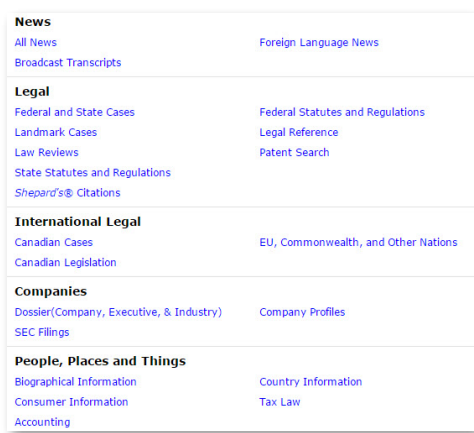 News
All News
Foreign Language News
Broadcast Transcripts
Legal
Federal and State Cases
Federal Statutes and Regulations
Landmark Cases
Legal Reference
Law Reviews
Patent Search
State Statutes and Regulations
Shepard's® Citations
International Legal
Canadian Cases
EU, Commonwealth, and Other Nations
Canadian Legislation
Companies
Dossier(Company, Executive, & Industry)
Company Profiles
SEC Filings
People, Places and Things
Biographical Information
Country Information
Consumer Information
Tax Law
Accounting